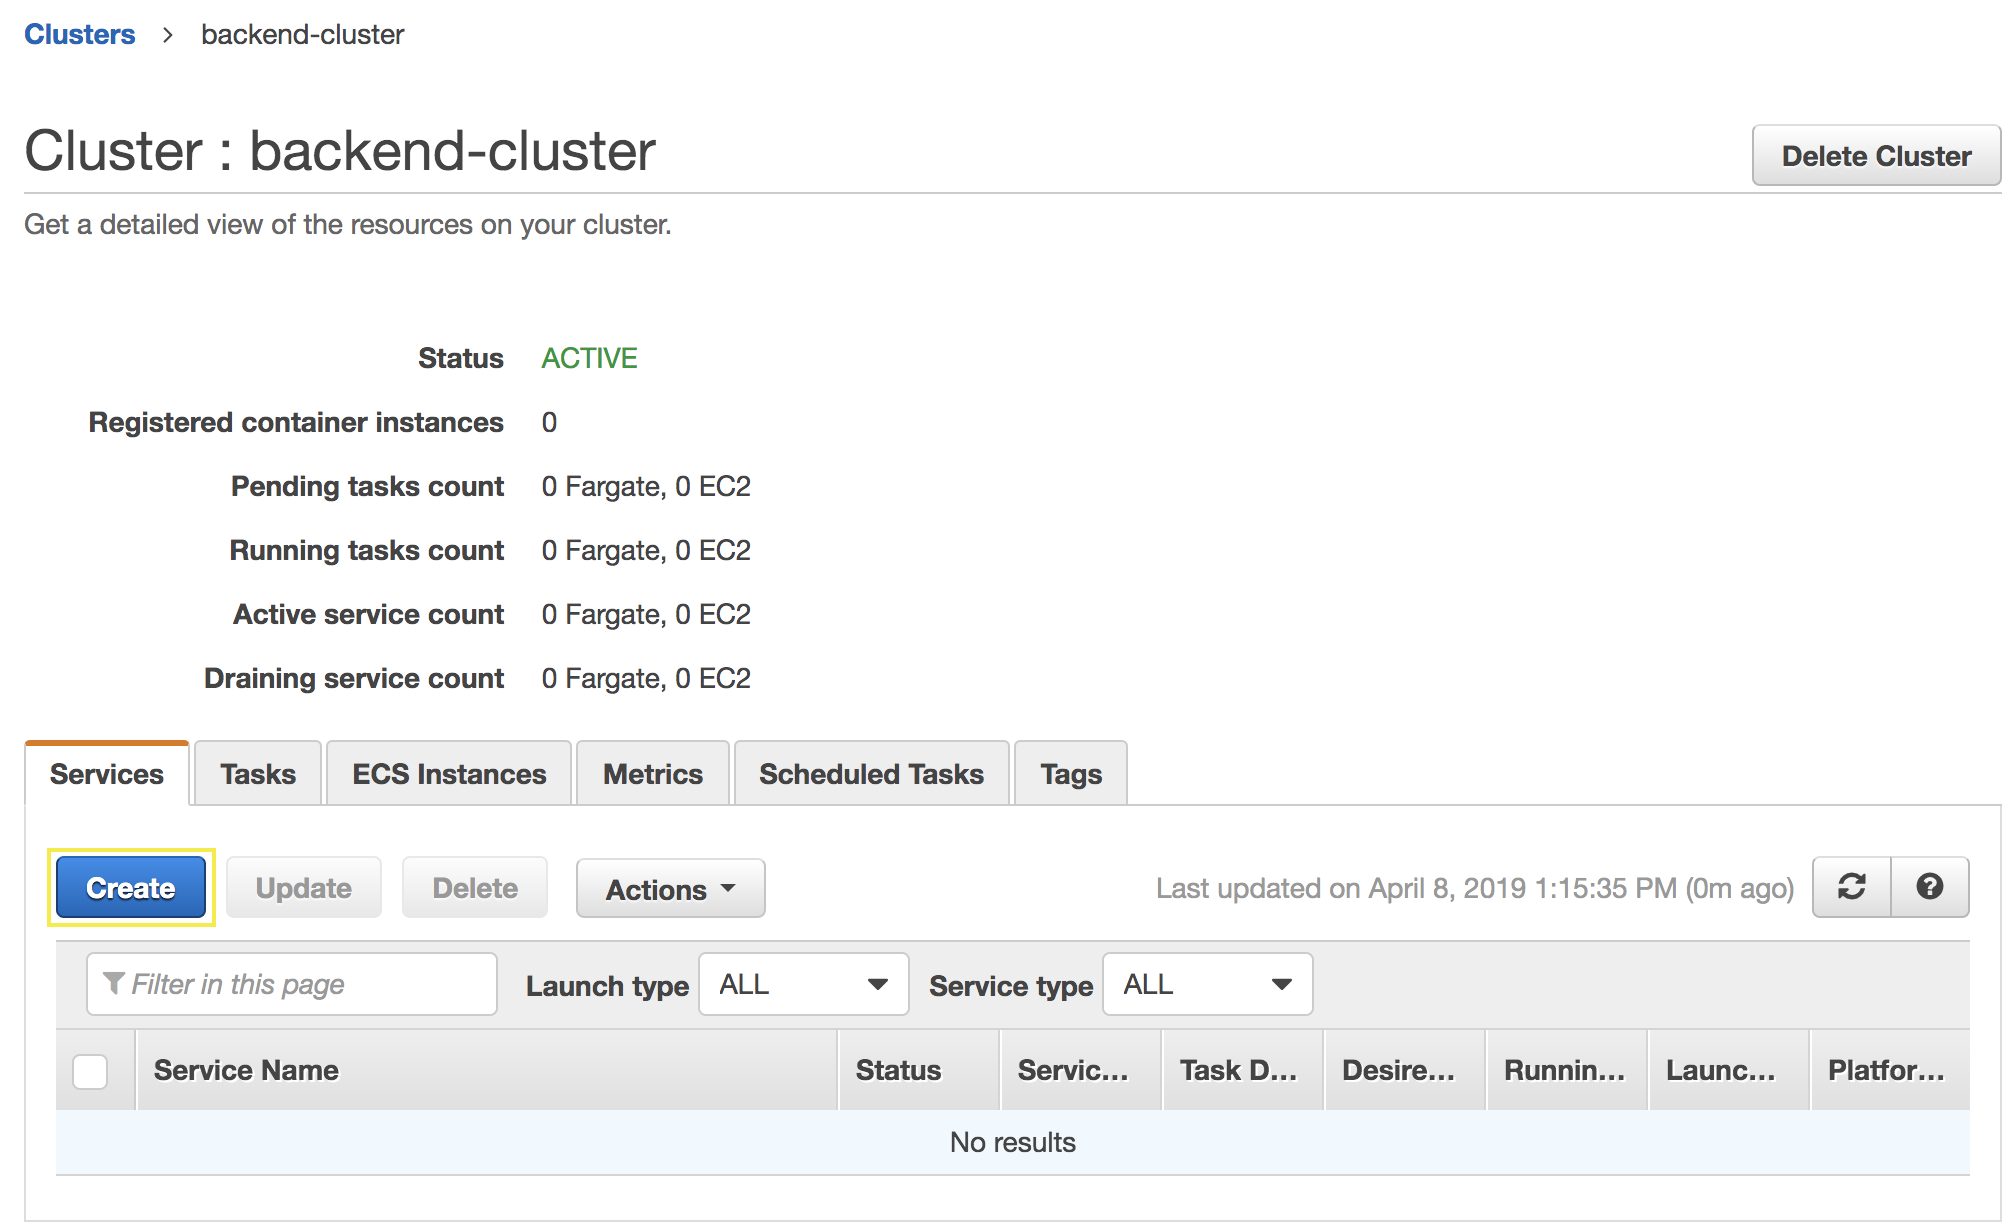 Clusters > backend-cluster
Cluster : backend-cluster
Delete Cluster
Get a detailed view of the resources on your cluster.
Status ACTIVE
Registered container instances 0
Pending tasks count 0 Fargate, 0 EC2
Running tasks count 0 Fargate, 0 EC2
Active service count 0 Fargate, 0 EC2
Draining service count 0 Fargate, 0 EC2
Services Tasks ECS Instances Metrics Scheduled Tasks Tags
Create Update Delete Actions Last updated on April 8, 2019 1:15:35 PM (0m ago)
Filter in this page Launch type ALL Service type ALL
Service Name Status Servic... Task D... Desire... Runnin... Launc... Platfor...
No results